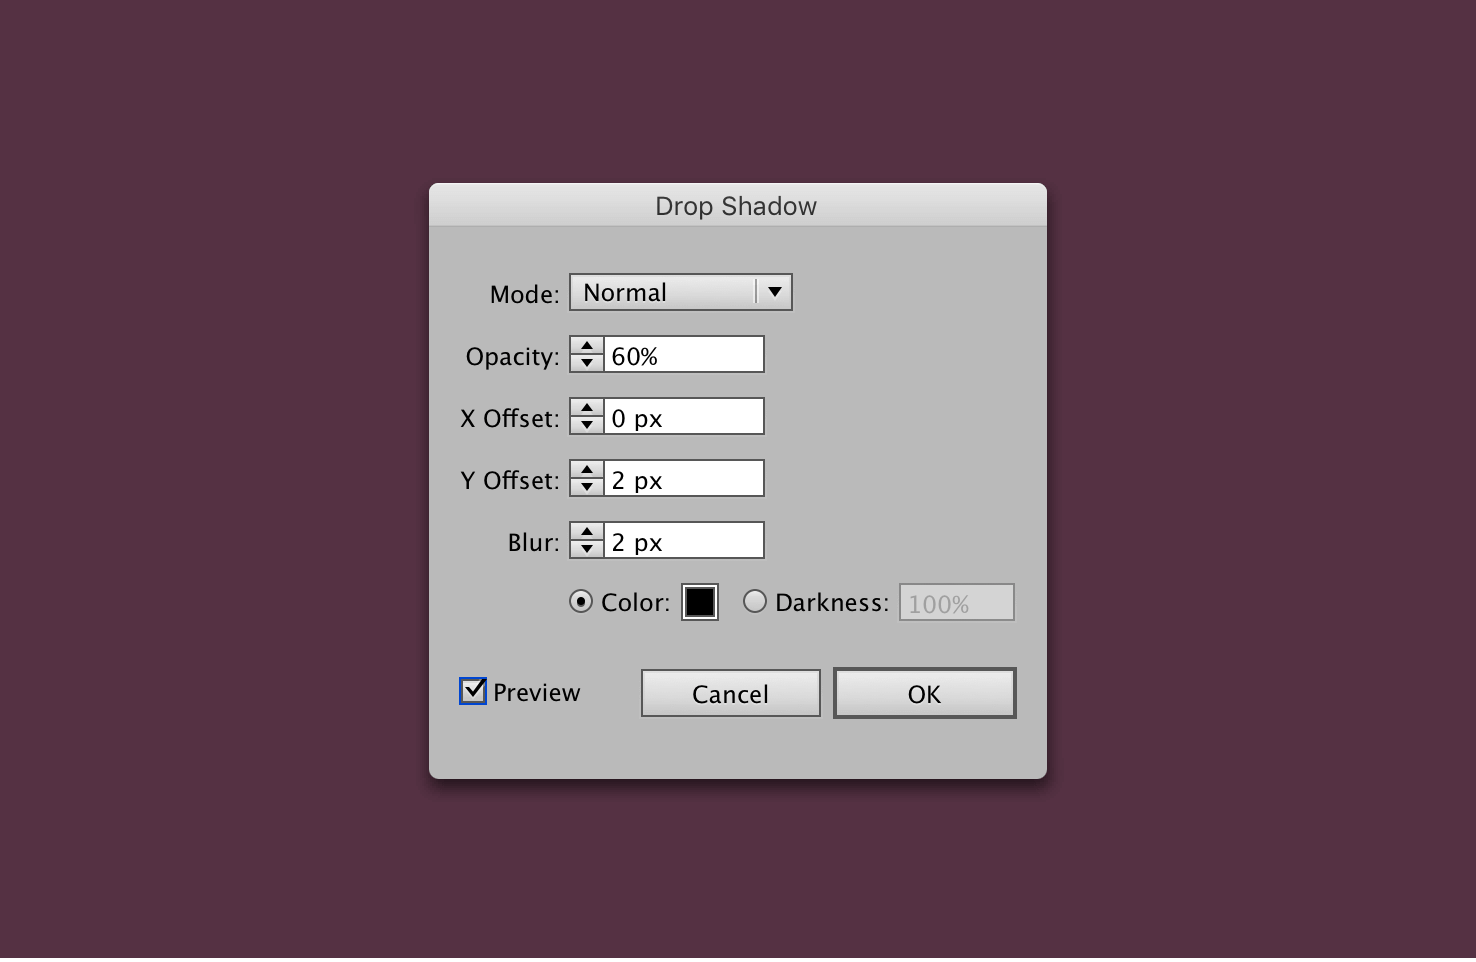 Drop Shadow
Mode: Normal
Opacity: 60%
X Offset: 0 px
Y Offset: 2 px
Blur: 2 px
Color: Darkness: 100%
Preview Cancel OK